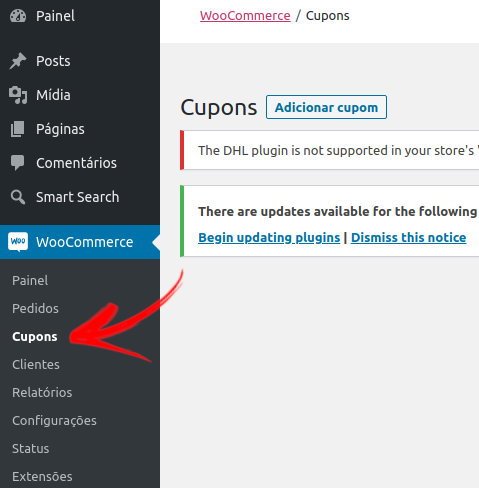 Painel
Posts
Mídia
Páginas
Comentários
Smart Search
WOO WooCommerce
Painel
Pedidos
Cupons
Clientes
Relatórios
Configurações
Status
Extensões
WooCommerce / Cupons
Cupons Adicionar cupom
The DHL plugin is not supported in your store's '
There are updates available for the following
Begin updating plugins | Dismiss this notice